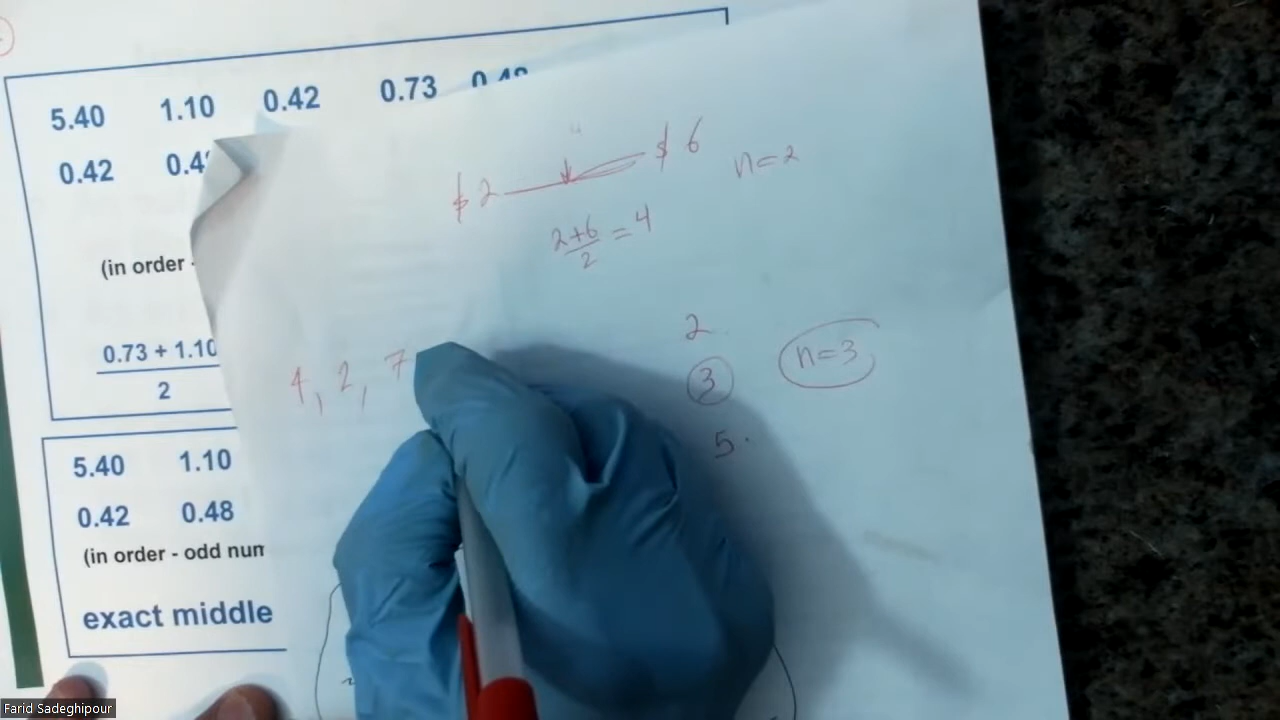 5.40 1.10 0.42 0.73
0.42
(in order
0.73 + 1.10
2
5.40 1.10
0.42 0.48
(in order - odd num
exact middle
$2 $6 n=2
2+6
2
=4
2
3 n=3
5.
4, 2, 7
Farid Sadeghipour